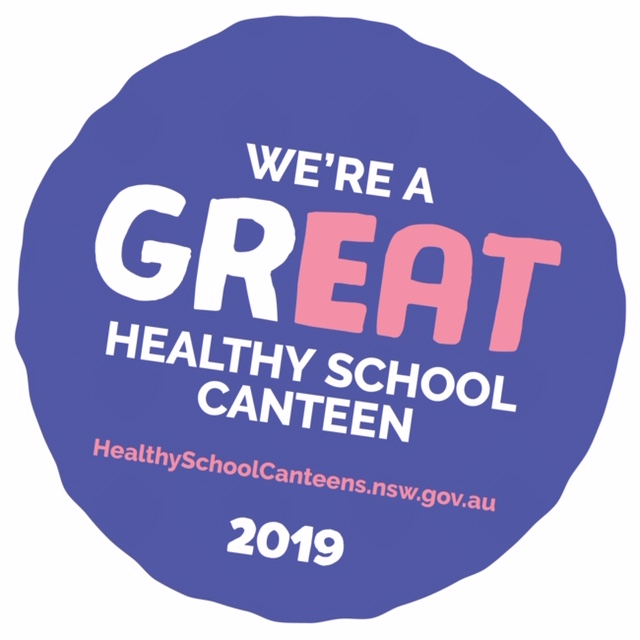 WE'RE A
GREAT
HEALTHY SCHOOL
CANTEEN
HealthySchoolCanteens.nsw.gov.au
2019